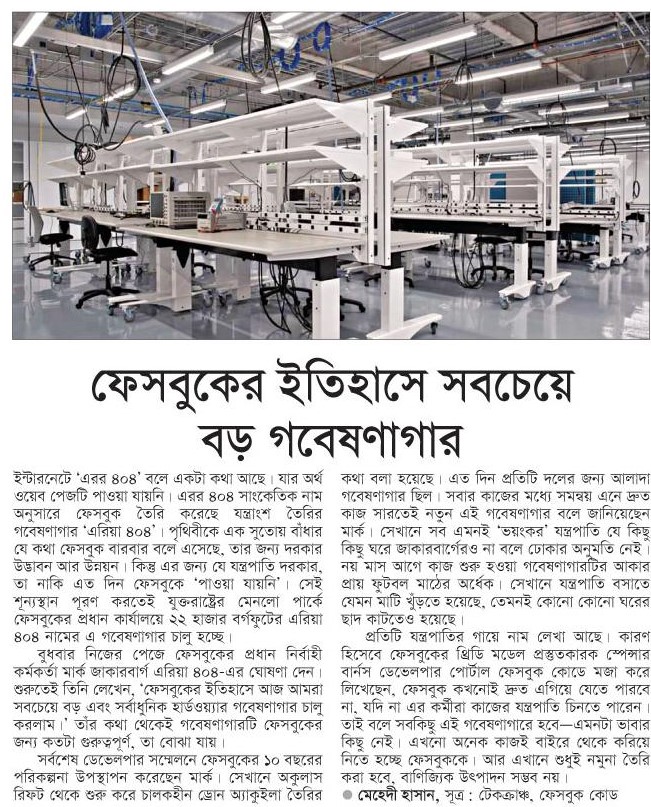 ফেসবুকের ইতিহাসে সবচেয়ে
বড় গবেষণাগার
ইন্টারনেটে ‘এরর ৪০৪’ বলে একটা কথা আছে। যার অর্থ
ওয়েব পেজটি পাওয়া যায়নি। এরর ৪০৪ সাংকেতিক নাম
অনুসারে ফেসবুক তৈরি করেছে যন্ত্রাংশ তৈরির
গবেষণাগার ‘এরিয়া ৪০৪’। পৃথিবীকে এক সুতোয় বাঁধার
যে কথা ফেসবুক বারবার বলে এসেছে, তার জন্য দরকার
উদ্ভাবন আর উন্নয়ন। কিন্তু এর জন্য যে যন্ত্রপাতি দরকার,
তা নাকি এত দিন ফেসবুকে ‘পাওয়া যায়নি’। সেই
শূন্যস্থান পূরণ করতেই যুক্তরাষ্ট্রের মেনলো পার্কে
ফেসবুকের প্রধান কার্যালয়ে ২২ হাজার বর্গফুটের এরিয়া
৪০৪ নামের এ গবেষণাগার চালু হচ্ছে।
বুধবার নিজের পেজে ফেসবুকের প্রধান নির্বাহী
কর্মকর্তা মার্ক জাকারবার্গ এরিয়া ৪০৪-এর ঘোষণা দেন।
শুরুতেই তিনি লেখেন, ‘ফেসবুকের ইতিহাসে আজ আমরা
সবচেয়ে বড় এবং সর্বাধুনিক হার্ডওয়্যার গবেষণাগার চালু
করলাম।’ তাঁর কথা থেকেই গবেষণাগারটি ফেসবুকের
জন্য কতটা গুরুত্বপূর্ণ, তা বোঝা যায়।
সর্বশেষ ডেভেলপার সম্মেলনে ফেসবুকের ১০ বছরের
পরিকল্পনা উপস্থাপন করেছেন মার্ক। সেখানে অকুলাস
রিফট থেকে শুরু করে চালকহীন ড্রোন অ্যাকুইলা তৈরির
কথা বলা হয়েছে। এত দিন প্রতিটি দলের জন্য আলাদা
গবেষণাগার ছিল। সবার কাজের মধ্যে সমন্বয় এনে দ্রুত
কাজ সারতেই নতুন এই গবেষণাগার বলে জানিয়েছেন
মার্ক। সেখানে সব এমনই ‘ভয়ংকর’ যন্ত্রপাতি যে কিছু
কিছু ঘরে জাকারবার্গেরও না বলে ঢোকার অনুমতি নেই।
নয় মাস আগে কাজ শুরু হওয়া গবেষণাগারটির আকার
প্রায় ফুটবল মাঠের অর্ধেক। সেখানে যন্ত্রপাতি বসাতে
যেমন মাটি খুঁড়তে হয়েছে, তেমনই কোনো কোনো ঘরের
ছাদ কাটতেও হয়েছে।
প্রতিটি যন্ত্রপাতির গায়ে নাম লেখা আছে। কারণ
হিসেবে ফেসবুকের থ্রিডি মডেল প্রস্তুতকারক স্পেন্সার
বার্নস ডেভেলপার পোর্টাল ফেসবুক কোডে মজা করে
লিখেছেন, ফেসবুক কখনোই দ্রুত এগিয়ে যেতে পারবে
না, যদি না এর কর্মীরা কাজের যন্ত্রপাতি চিনতে পারেন।
তাই বলে সবকিছু এই গবেষণাগারে হবে—এমনটা ভাবার
কিছু নেই। এখনো অনেক কাজই বাইরে থেকে করিয়ে
নিতে হচ্ছে ফেসবুককে। আর এখানে শুধুই নমুনা তৈরি
করা হবে, বাণিজ্যিক উৎপাদন সম্ভব নয়।
● মেহেদী হাসান, সূত্র : টেকক্রাঞ্চ, ফেসবুক কোড